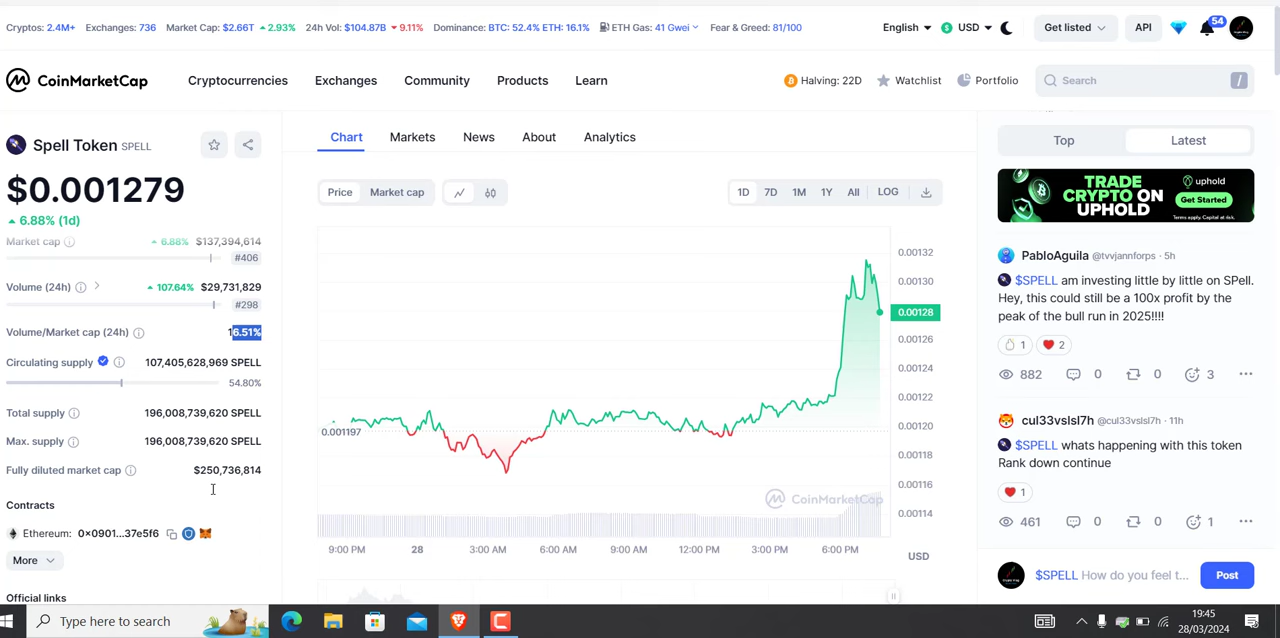 Cryptos: 2.4M+ Exchanges: 736 Market Cap: $2.66T 2.93% 24h Vol: $104.87B 9.11% Dominance: BTC: 52.4% ETH: 16.1% ETH Gas: 41 Gwei Fear & Greed: 81/100 English USD Get listed API 54
CoinMarketCap Cryptocurrencies Exchanges Community Products Learn Halving: 22D Watchlist Portfolio Search /
Spell Token SPELL
$0.001279
6.88% (1d)
Market cap 6.88% $137,394,614
#406
Volume (24h) 107.64% $29,731,829
#298
Volume/Market cap (24h) 16.51%
Circulating supply 107,405,628,969 SPELL
54.80%
Total supply 196,008,739,620 SPELL
Max. supply 196,008,739,620 SPELL
Fully diluted market cap $250,736,814
Contracts
Ethereum: 0x0901...37e5f6
More
Official links
Chart Markets News About Analytics
Price Market cap 1D 7D 1M 1Y All LOG
0.00132
0.00130
0.00128
0.00126
0.00124
0.00122
0.00120
0.001197
0.00118
0.00116
0.00114
CoinMarketCap
9:00 PM 28 3:00 AM 6:00 AM 9:00 AM 12:00 PM 3:00 PM 6:00 PM USD
Top Latest
TRADE
CRYPTO ON
UPHOLD
uphold
Get Started
Terms apply. Capital at risk.
PabloAguila @tvvjannforps · 5h
$SPELL am investing little by little on SPell.
Hey, this could still be a 100x profit by the
peak of the bull run in 2025!!!!
1 2
882 0 0 3
cul33vslsl7h @cul33vslsl7h · 11h
$SPELL whats happening with this token
Rank down continue
1
461 0 0 1
$SPELL How do you feel t... Post
Type here to search
19:45
28/03/2024